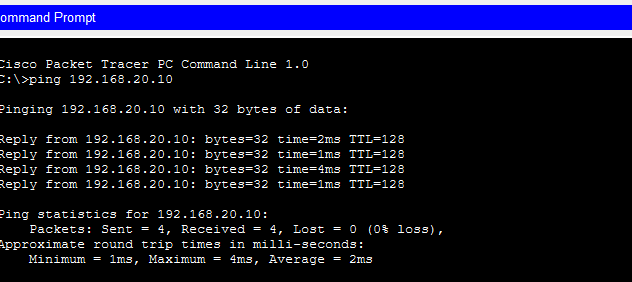 ommand Prompt
Cisco Packet Tracer PC Command Line 1.0
C:\>ping 192.168.20.10
Pinging 192.168.20.10 with 32 bytes of data:
Reply from 192.168.20.10: bytes=32 time=2ms TTL=128
Reply from 192.168.20.10: bytes=32 time=1ms TTL=128
Reply from 192.168.20.10: bytes=32 time=4ms TTL=128
Reply from 192.168.20.10: bytes=32 time=1ms TTL=128
Ping statistics for 192.168.20.10:
Packets: Sent = 4, Received = 4, Lost = 0 (0% loss),
Approximate round trip times in milli-seconds:
Minimum = 1ms, Maximum = 4ms, Average = 2ms